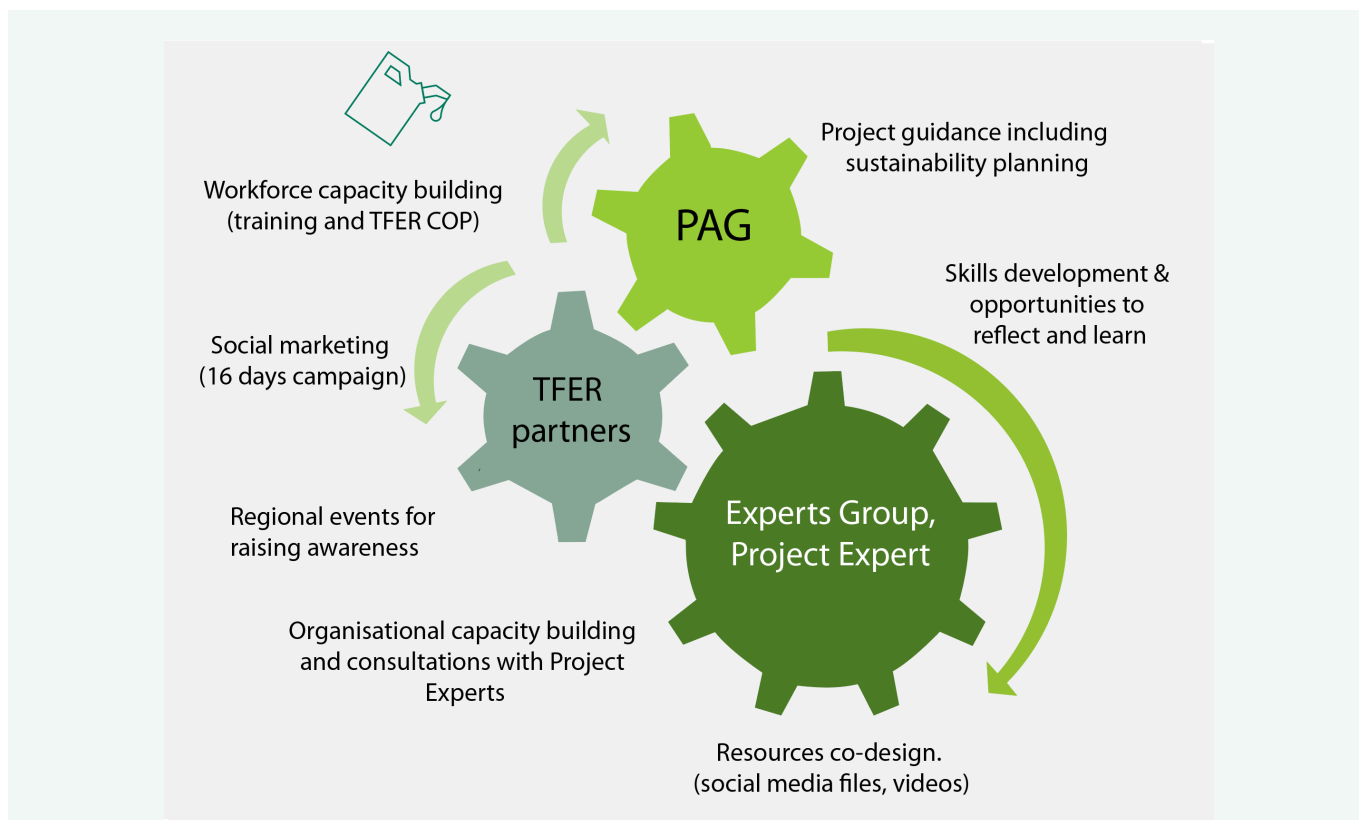 Project guidance including
sustainability planning
PAG
Workforce capacity building
(training and TFER COP)
Skills development &
opportunities to
reflect and learn
Social marketing
(16 days campaign)
TFER
partners
Experts Group,
Project Expert
Regional events for
raising awareness
Organisational capacity building
and consultations with Project
Experts
Resources co-design.
(social media files, videos)